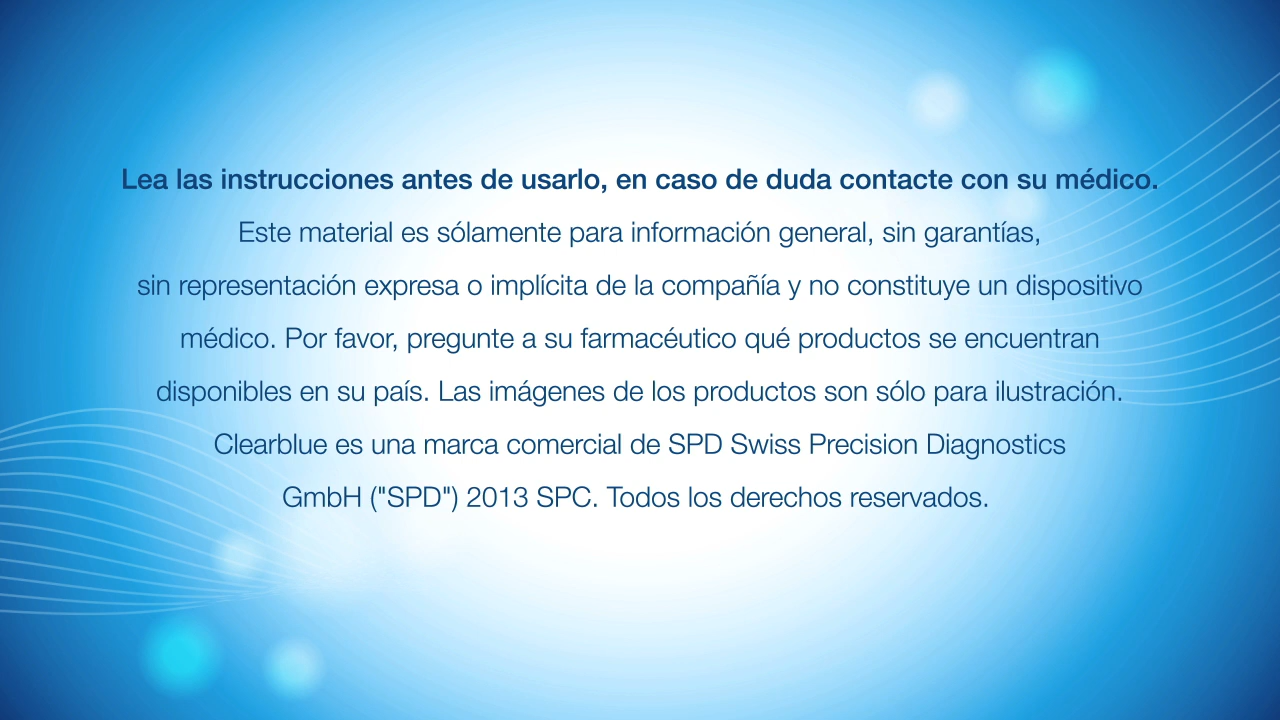 Lea las instrucciones antes de usarlo, en caso de duda contacte con su médico.
Este material es sólamente para información general, sin garantías,
sin representación expresa o implícita de la compañía y no constituye un dispositivo
médico. Por favor, pregunte a su farmacéutico qué productos se encuentran
disponibles en su país. Las imágenes de los productos son sólo para ilustración.
Clearblue es una marca comercial de SPD Swiss Precision Diagnostics
GmbH ("SPD") 2013 SPC. Todos los derechos reservados.